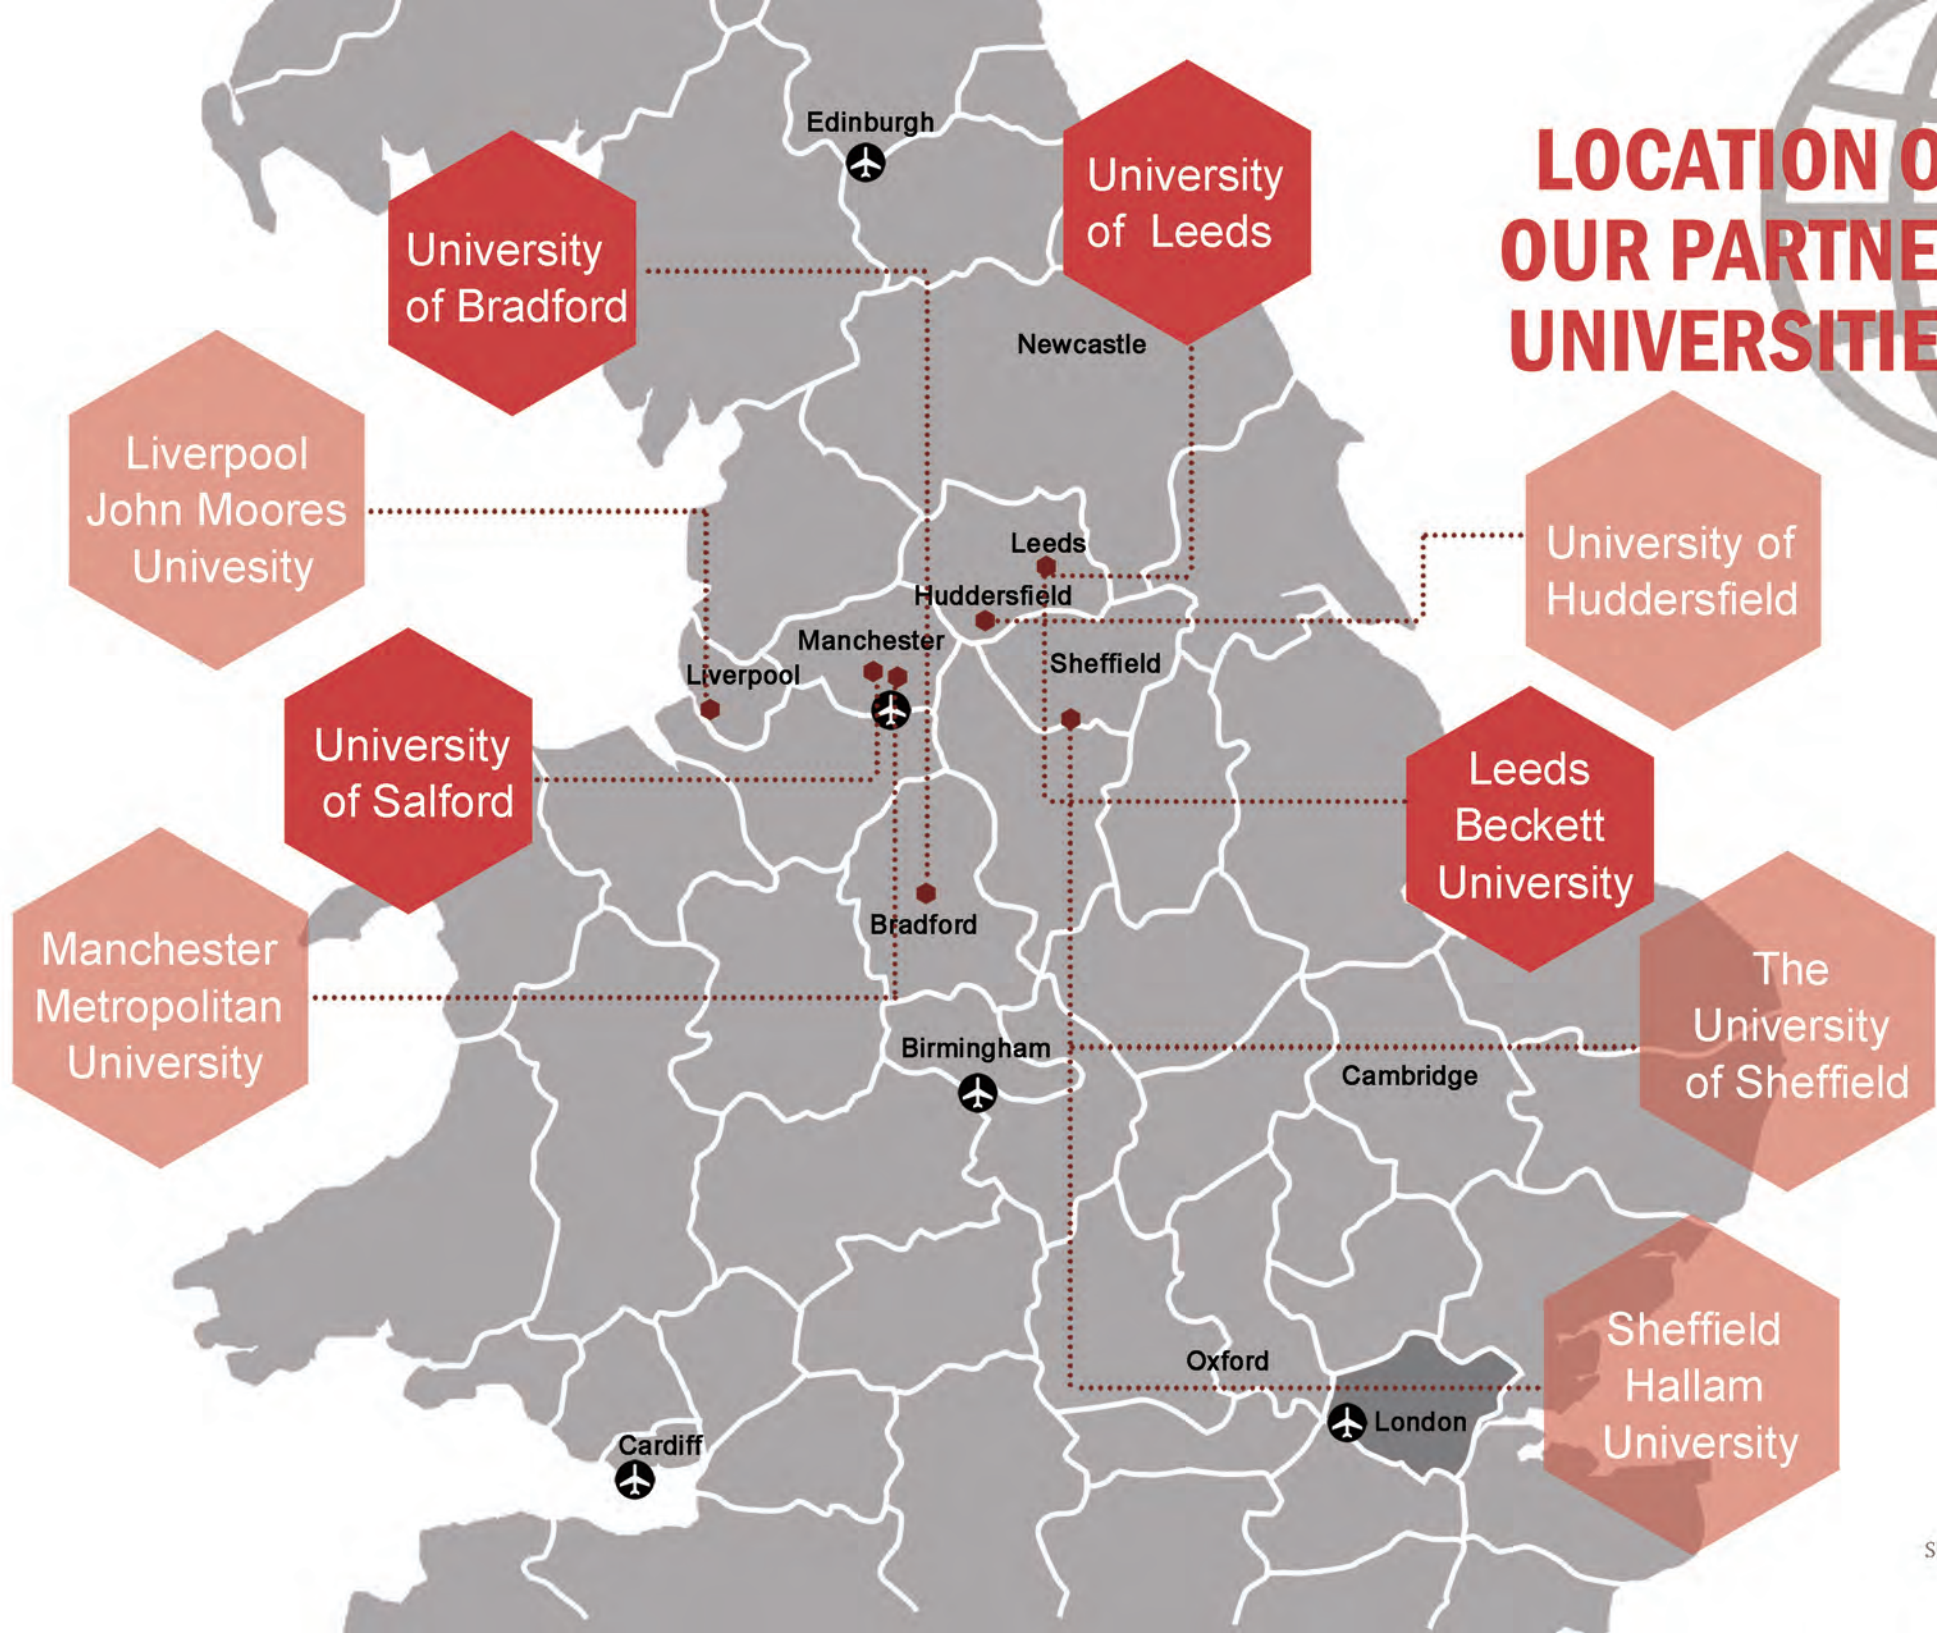 LOCATION O
OUR PARTNE
UNIVERSITIE
Edinburgh
University
of Leeds
University
of Bradford
Newcastle
Liverpool
John Moores
Univesity
Leeds
Huddersfield
University of
Huddersfield
Manchester
Liverpool
Sheffield
University
of Salford
Leeds
Beckett
University
Bradford
Manchester
Metropolitan
University
The
University
of Sheffield
Birmingham
Cambridge
Oxford
Sheffield
Hallam
University
London
Cardiff
S